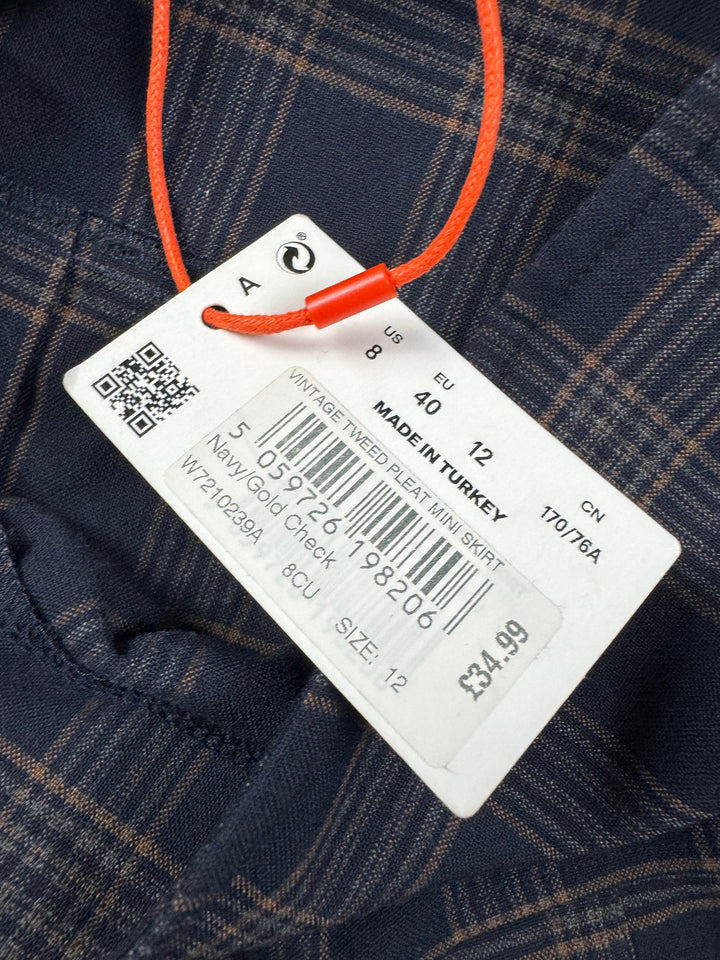 A
®
US
8
EU
40
12
CN
170/76A
MADE IN TURKEY
VINTAGE TWEED PLEAT MINI SKIRT
5 059726 198206
Navy/Gold Check
W7210239A
8CU
SIZE: 12
£34.99